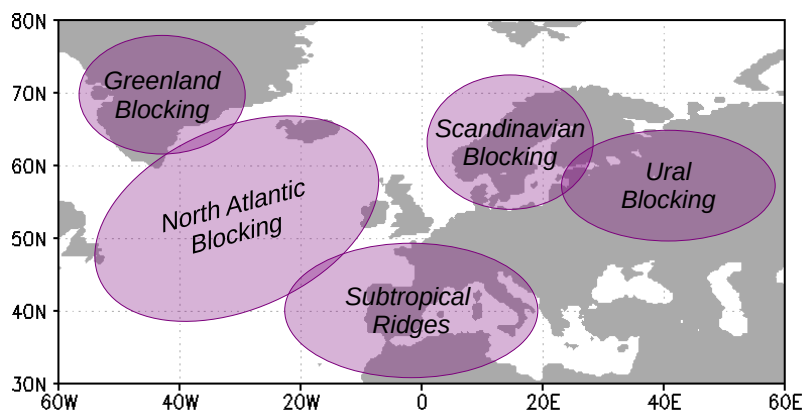 80N
70N
60N
50N
40N
30N
Greenland
Blocking
Scandinavian
Blocking
Ural
Blocking
North Atlantic
Blocking
Subtropical
Ridges
60W
40W
20W
0
20E
40E
60E